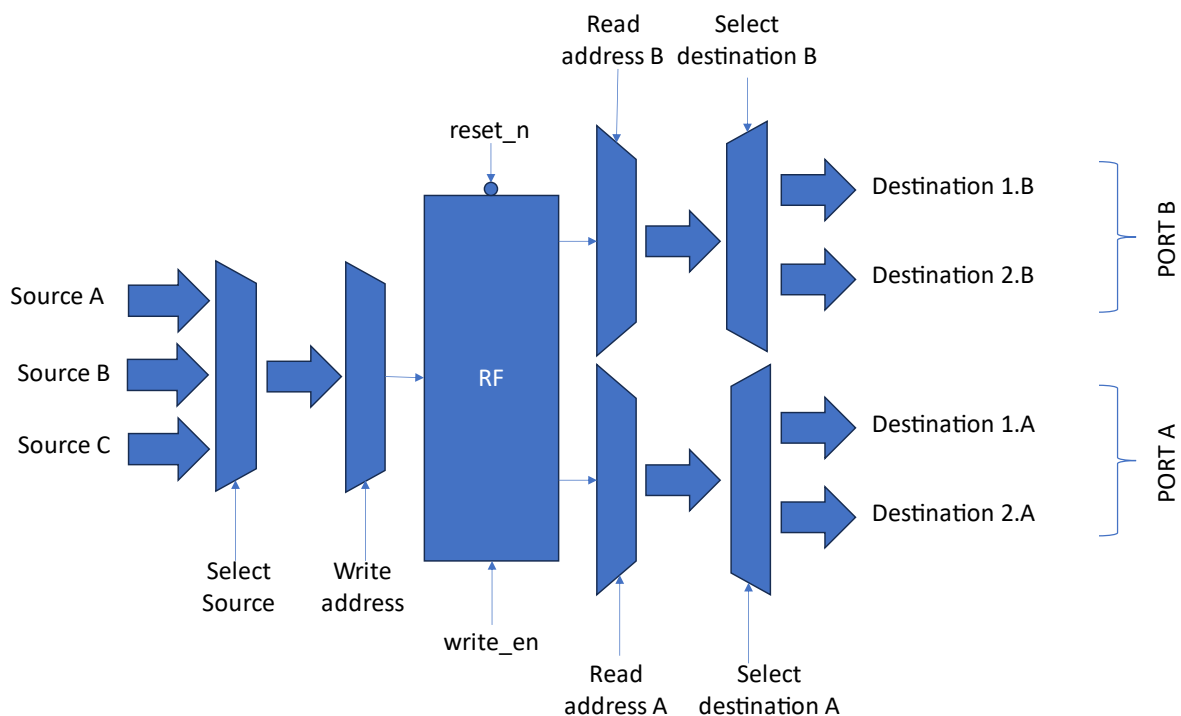 Read
address B
Select
destination B
reset_n
Destination 1.B
Destination 2.B
PORT B
Source A
Source B
Source C
RF
Destination 1.A
Destination 2.A
PORT A
Select
Source
Write
address
write_en
Read
address A
Select
destination A